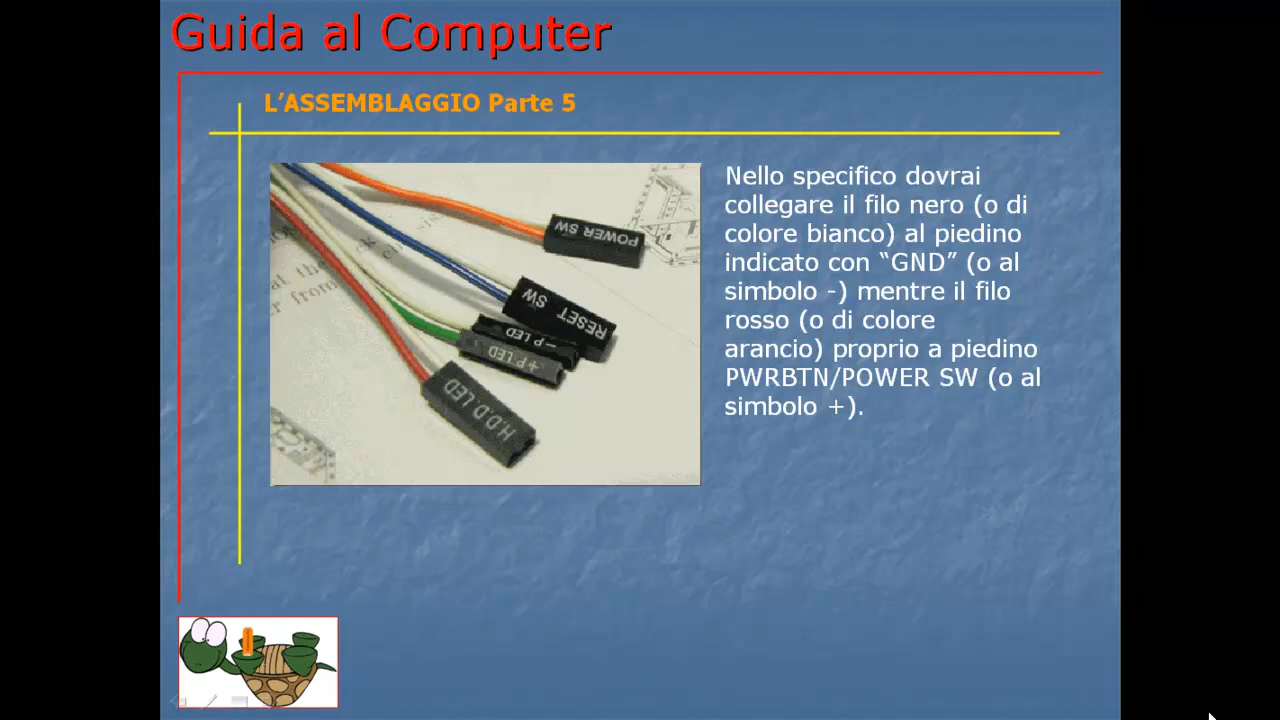 Guida al Computer
L'ASSEMBLAGGIO Parte 5
Nello specifico dovrai
collegare il filo nero (o di
colore bianco) al piedino
indicato con “GND” (o al
simbolo -) mentre il filo
rosso (o di colore
arancio) proprio a piedino
PWRBTN/POWER SW (o al
simbolo +).
POWER SW
RESET
SW
-P LED
+P LED
H.D.D.LED